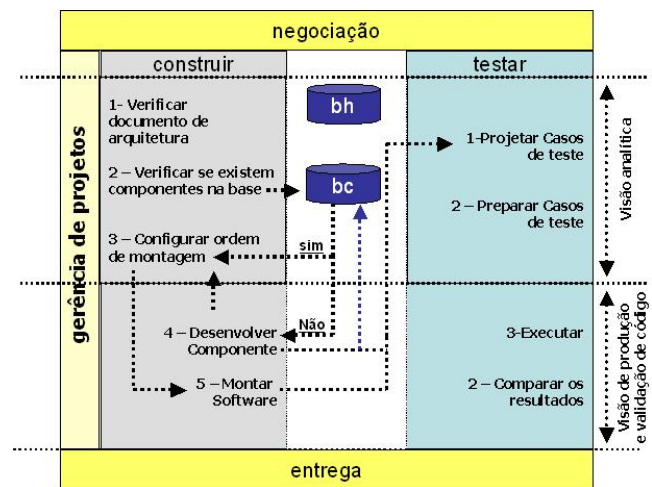 negociação
construir
testar
gerência de projetos
1- Verificar
documento de
arquitetura
2 – Verificar se existem
componentes na base
3 – Configurar ordem
de montagem
4 – Desenvolver
Componente
5 – Montar
Software
bh
bc
sim
Não
1-Projetar Casos
de teste
2 – Preparar Casos
de teste
3-Executar
2 – Comparar os
resultados
Visão analítica
Visão de produção
e validação de código
entrega